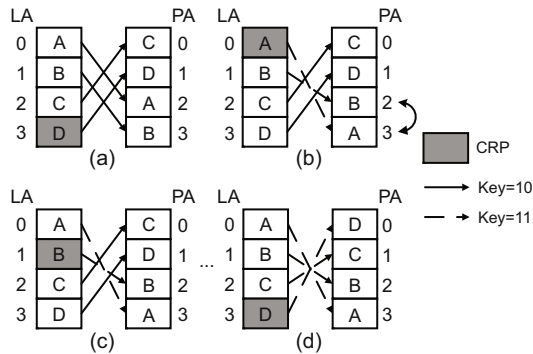 LA PA LA PA
0 A C 0 0 A C 0
1 B D 1 1 B D 1
2 C A 2 2 C B 2
3 D B 3 3 D A 3
(a) (b)
CRP
Key=10
Key=11
LA PA LA PA
0 A C 0 0 A D 0
1 B D 1 ... 1 B C 1
2 C B 2 2 C B 2
3 D A 3 3 D A 3
(c) (d)